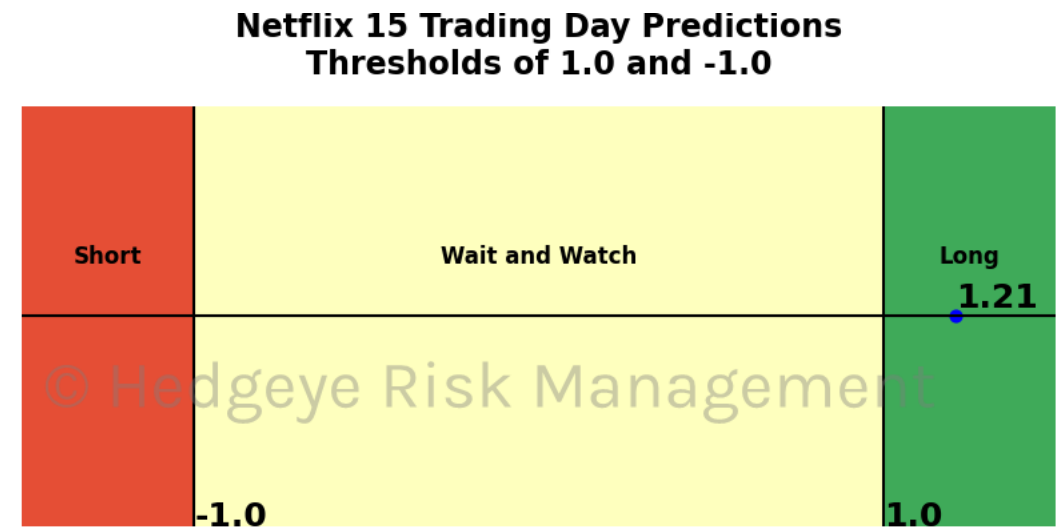 Netflix 15 Trading Day Predictions
Thresholds of 1.0 and -1.0
Short
Wait and Watch
Long
1.21
© Hedgeye Risk Management
-1.0
1.0